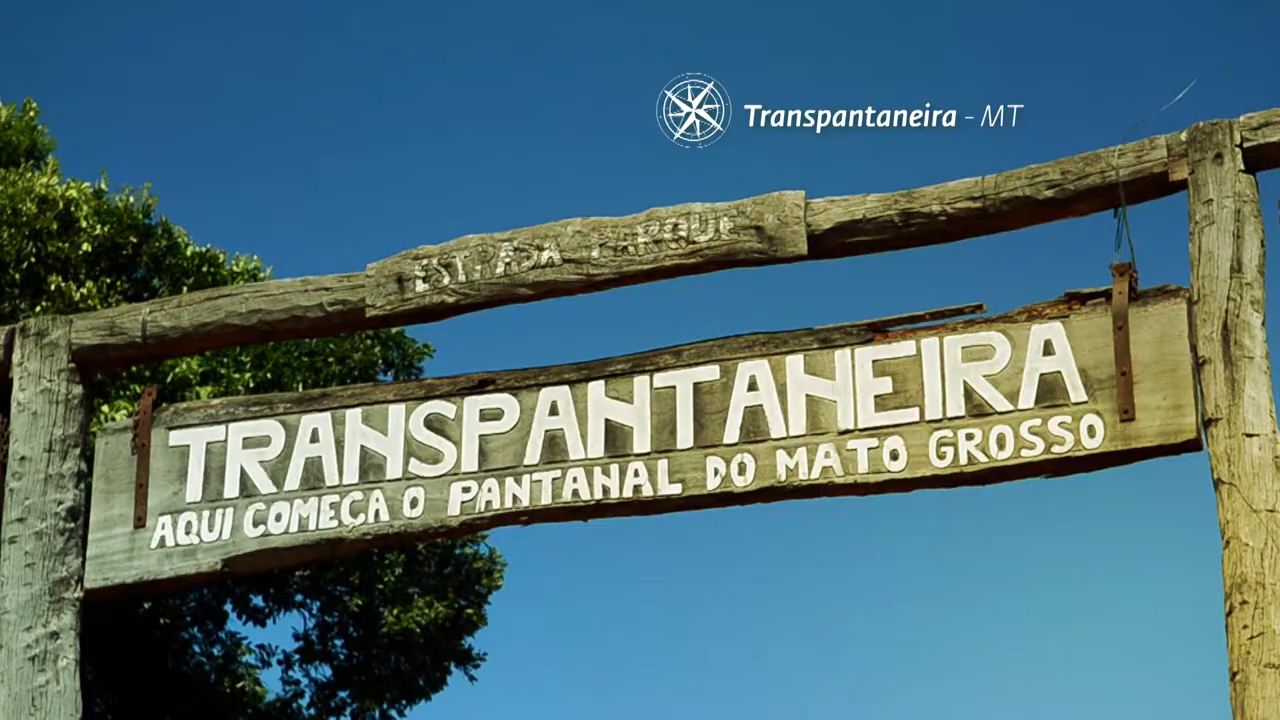 Transpantaneira - MT
ESTRADA PARQUE
TRANSPANTANEIRA
AQUI COMEÇA O PANTANAL DO MATO GROSSO